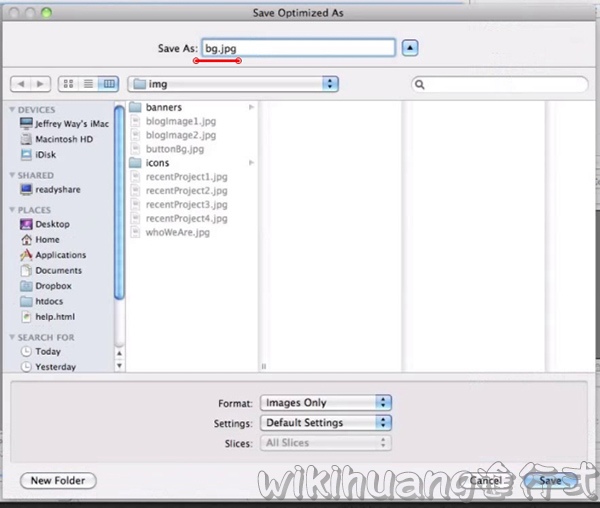 Save Optimized As
Save As: bg.jpg
img
DEVICES
Jeffrey Way's iMac
Macintosh HD
iDisk
SHARED
readyshare
PLACES
Desktop
Home
Applications
Documents
Dropbox
htdocs
help.html
SEARCH FOR
Today
Yesterday
banners
blogImage1.jpg
blogImage2.jpg
buttonBg.jpg
icons
recentProject1.jpg
recentProject2.jpg
recentProject3.jpg
recentProject4.jpg
whoWeAre.jpg
Format: Images Only
Settings: Default Settings
Slices: All Slices
New Folder
Cancel
Save
wikihuang進行式